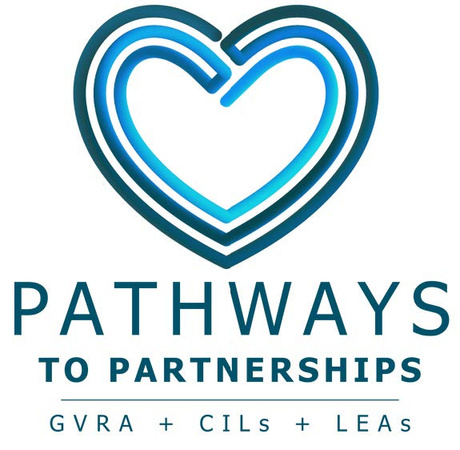 PATHWAYS
TO PARTNERSHIPS
GVRA + CILs + LEAs